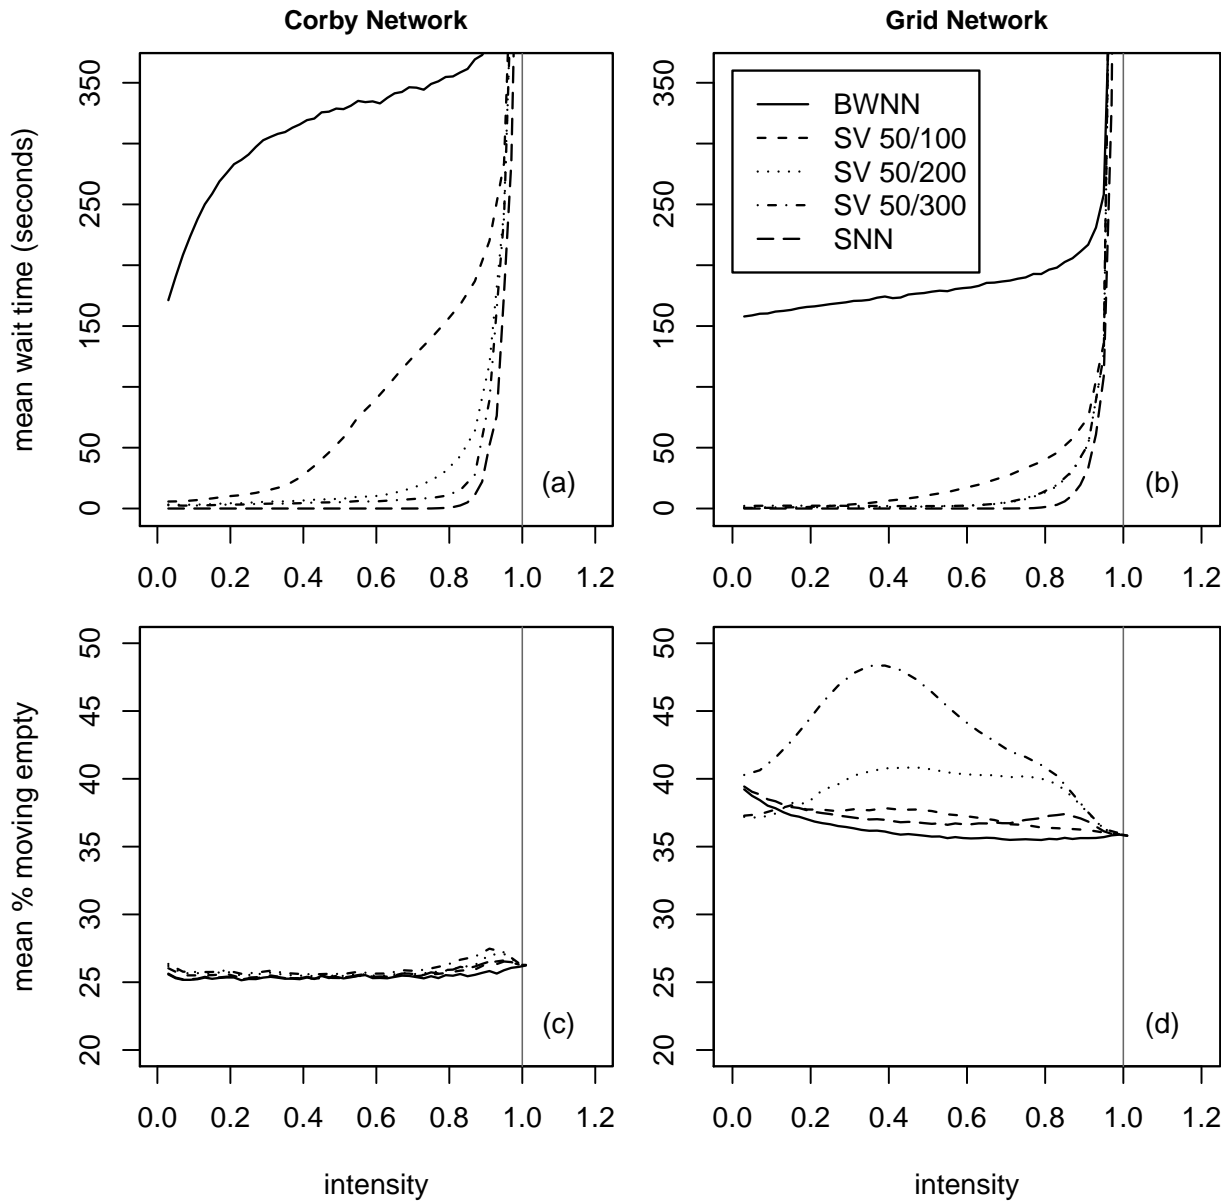 Corby Network
Grid Network
mean wait time (seconds)
350
250
150
50
0
(a)
0.0 0.2 0.4 0.6 0.8 1.0 1.2
350
250
150
50
0
BWNN
SV 50/100
SV 50/200
SV 50/300
SNN
(b)
0.0 0.2 0.4 0.6 0.8 1.0 1.2
mean % moving empty
50
45
40
35
30
25
20
(c)
0.0 0.2 0.4 0.6 0.8 1.0 1.2
intensity
50
45
40
35
30
25
20
(d)
0.0 0.2 0.4 0.6 0.8 1.0 1.2
intensity